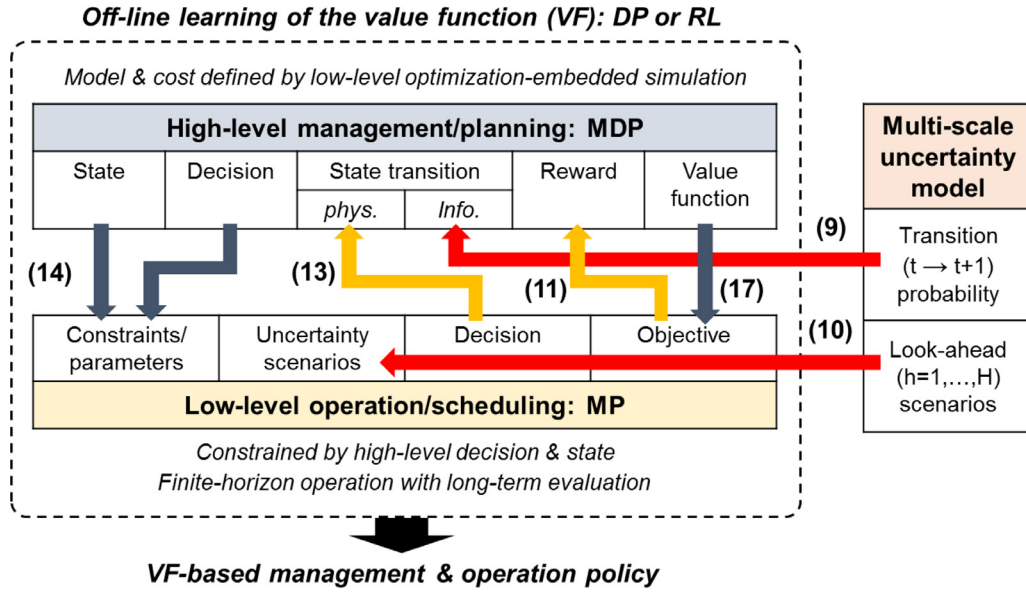 Off-line learning of the value function (VF): DP or RL
Model & cost defined by low-level optimization-embedded simulation
High-level management/planning: MDP
State
Decision
State transition
phys.
Info.
Reward
Value
function
Multi-scale
uncertainty
model
(9)
Transition
(t → t+1)
probability
(14)
(13)
(11)
(17)
(10)
Look-ahead
(h=1,…,H)
scenarios
Constraints/
parameters
Uncertainty
scenarios
Decision
Objective
Low-level operation/scheduling: MP
Constrained by high-level decision & state
Finite-horizon operation with long-term evaluation
VF-based management & operation policy